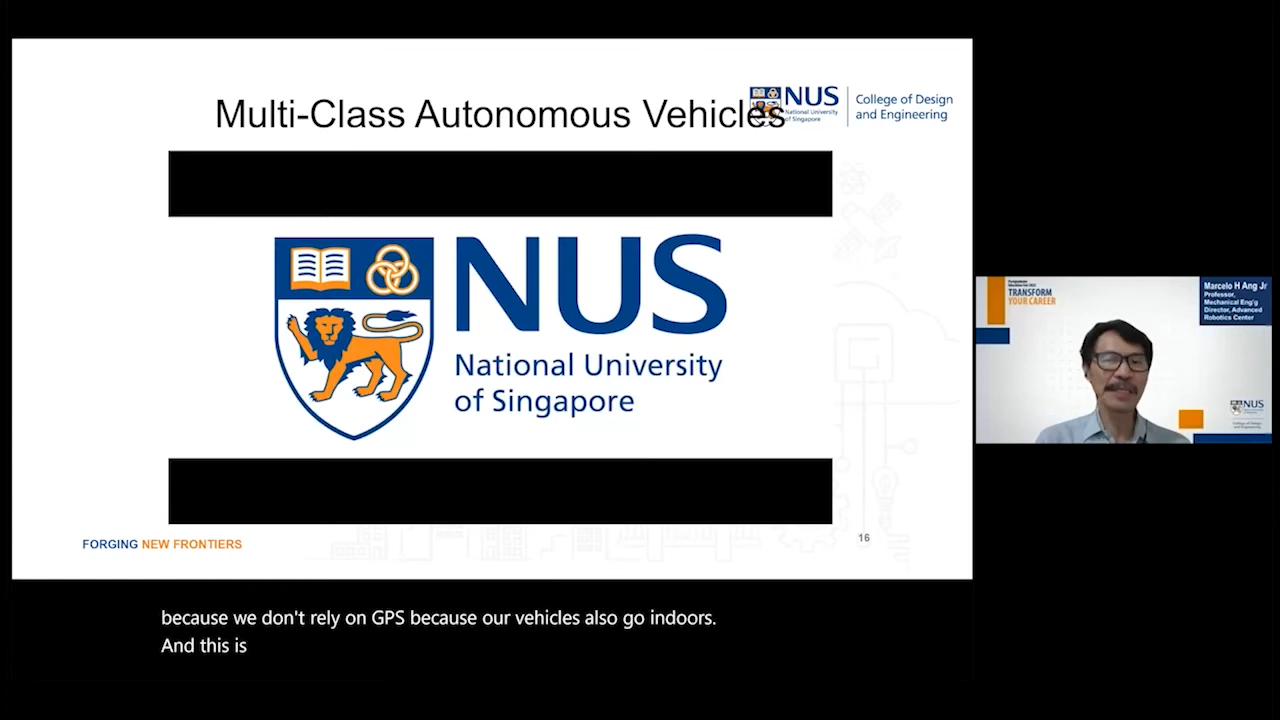 Multi-Class Autonomous Vehicles
NUS
National University
of Singapore
College of Design
and Engineering
NUS
National University
of Singapore
FORGING NEW FRONTIERS
16
TRANSFORM
YOUR CAREER
Marcelo H Ang Jr
Professor,
Mechanical Eng'g
Director, Advanced
Robotics Center
NUS
because we don't rely on GPS because our vehicles also go indoors.
And this is